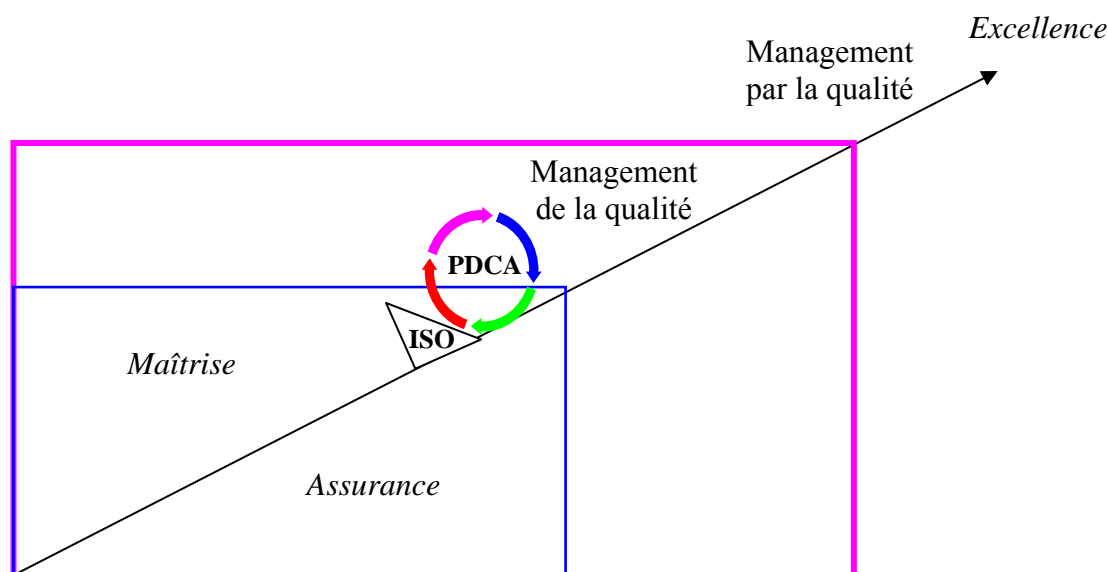 Excellence
Management
par la qualité
Management
de la qualité
PDCA
ISO
Maîtrise
Assurance